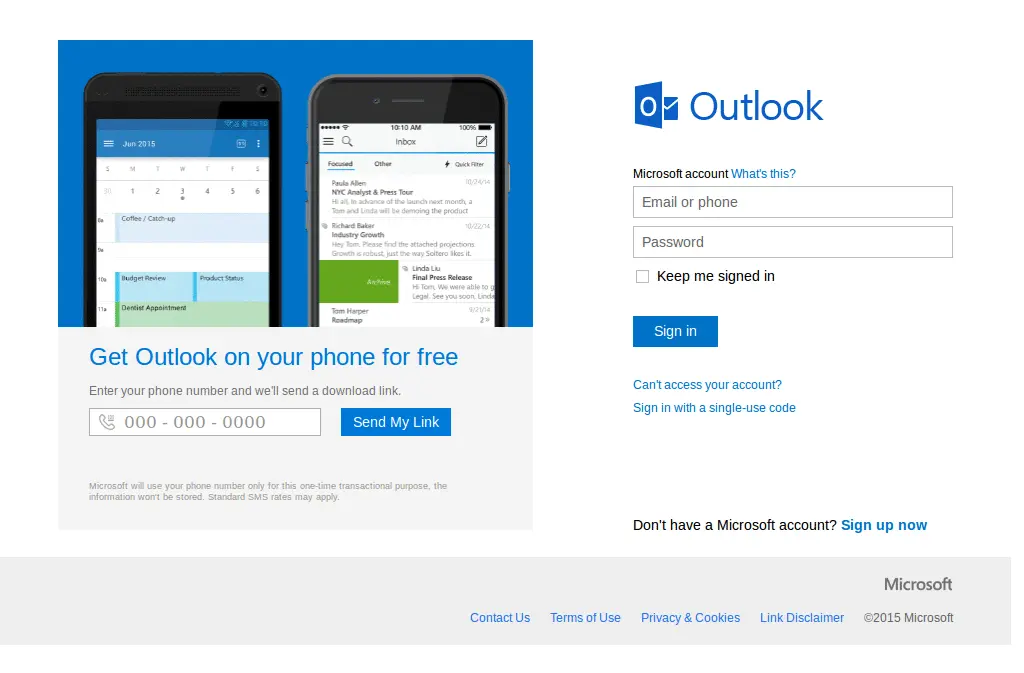 Jun 2015
S M T W T F S
1 2 3 4 5 6
8a
Coffee / Catch-up
9a
10a
Budget Review
Product Status
11a
Dentist Appointment
10:10 AM
100%
Inbox
Focused
Other
Quick Filter
Paula Allen
10/24/14
NYC Analyst & Press Tour
Hi all, in advance of the launch next month, a
Tom and Linda will be demoing the product
Richard Baker
10/22/14
Industry Growth
Hey Tom. Please find the attached projections
Growth is robust, just the way Soltero likes it.
Archive
Linda Liu
Final Press Release
Hi Tom, We were able to g
Legal. See you soon. Linda
Tom Harper
Roadmap
2
Get Outlook on your phone for free
Enter your phone number and we'll send a download link.
000 - 000 - 0000
Send My Link
Microsoft will use your phone number only for this one-time transactional purpose, the
information won't be stored. Standard SMS rates may apply.
Outlook
Microsoft account What's this?
Email or phone
Password
Keep me signed in
Sign in
Can't access your account?
Sign in with a single-use code
Don't have a Microsoft account? Sign up now
Microsoft
Contact Us Terms of Use Privacy & Cookies Link Disclaimer ©2015 Microsoft